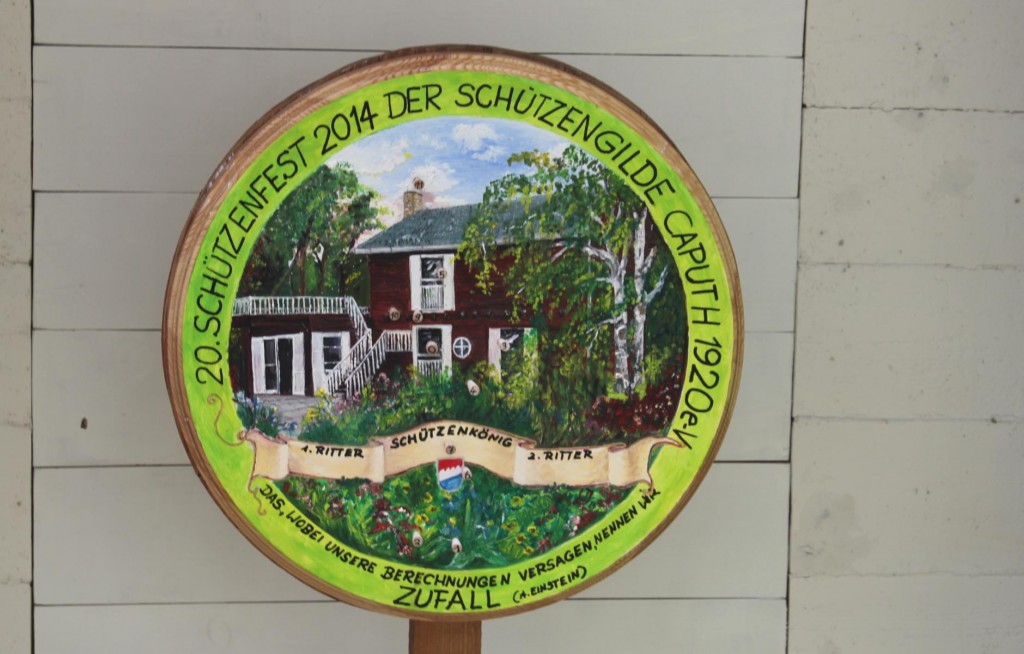 20. SCHÜTZENFEST 2014 DER SCHÜTZENGILDE CAPUTH 1920 e.V.
SCHÜTZENKÖNIG
1. RITTER
2. RITTER
DAS, WOBEI UNSERE BERECHNUNGEN VERSAGEN, NENNEN WIR
ZUFALL (A. EINSTEIN)